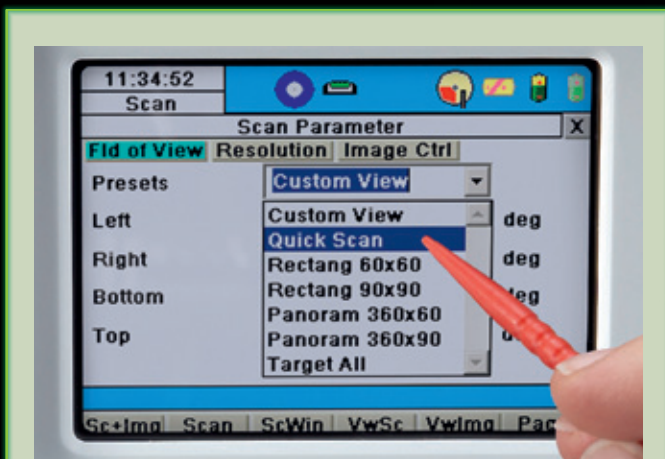 11:34:52
Scan
Scan Parameter X
Fld of View Resolution Image Ctrl
Presets Custom View
Left Custom View deg
Quick Scan
Right Rectang 60x60 deg
Bottom Rectang 90x90 deg
Panoram 360x60
Top Panoram 360x90
Target All
Sc+Img Scan ScWin VwSc VwImg